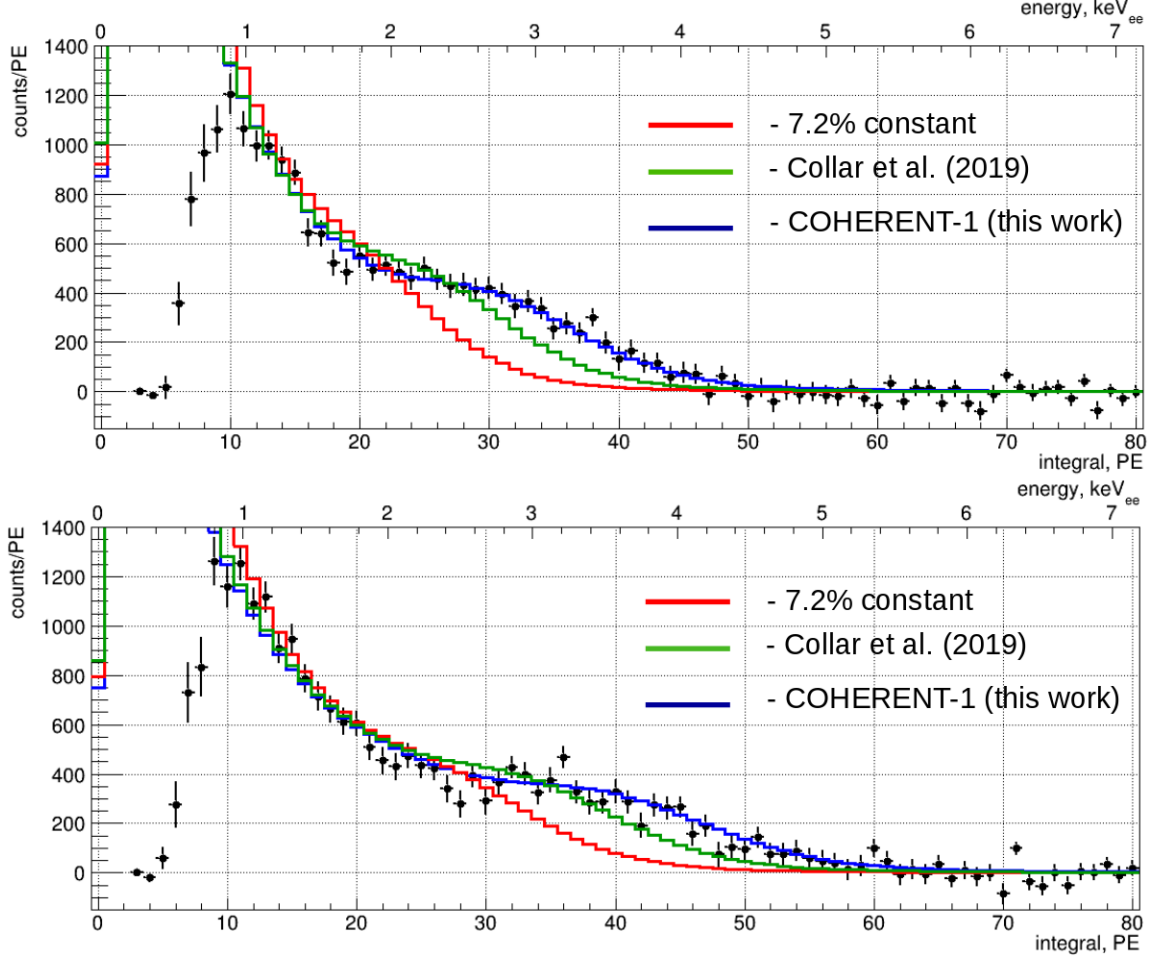 energy, keVee
0 1 2 3 4 5 6 7
counts/PE
1400
1200
1000
800
600
400
200
0
- 7.2% constant
- Collar et al. (2019)
- COHERENT-1 (this work)
0 10 20 30 40 50 60 70 80
integral, PE
energy, keVee
0 1 2 3 4 5 6 7
counts/PE
1400
1200
1000
800
600
400
200
0
- 7.2% constant
- Collar et al. (2019)
- COHERENT-1 (this work)
0 10 20 30 40 50 60 70 80
integral, PE